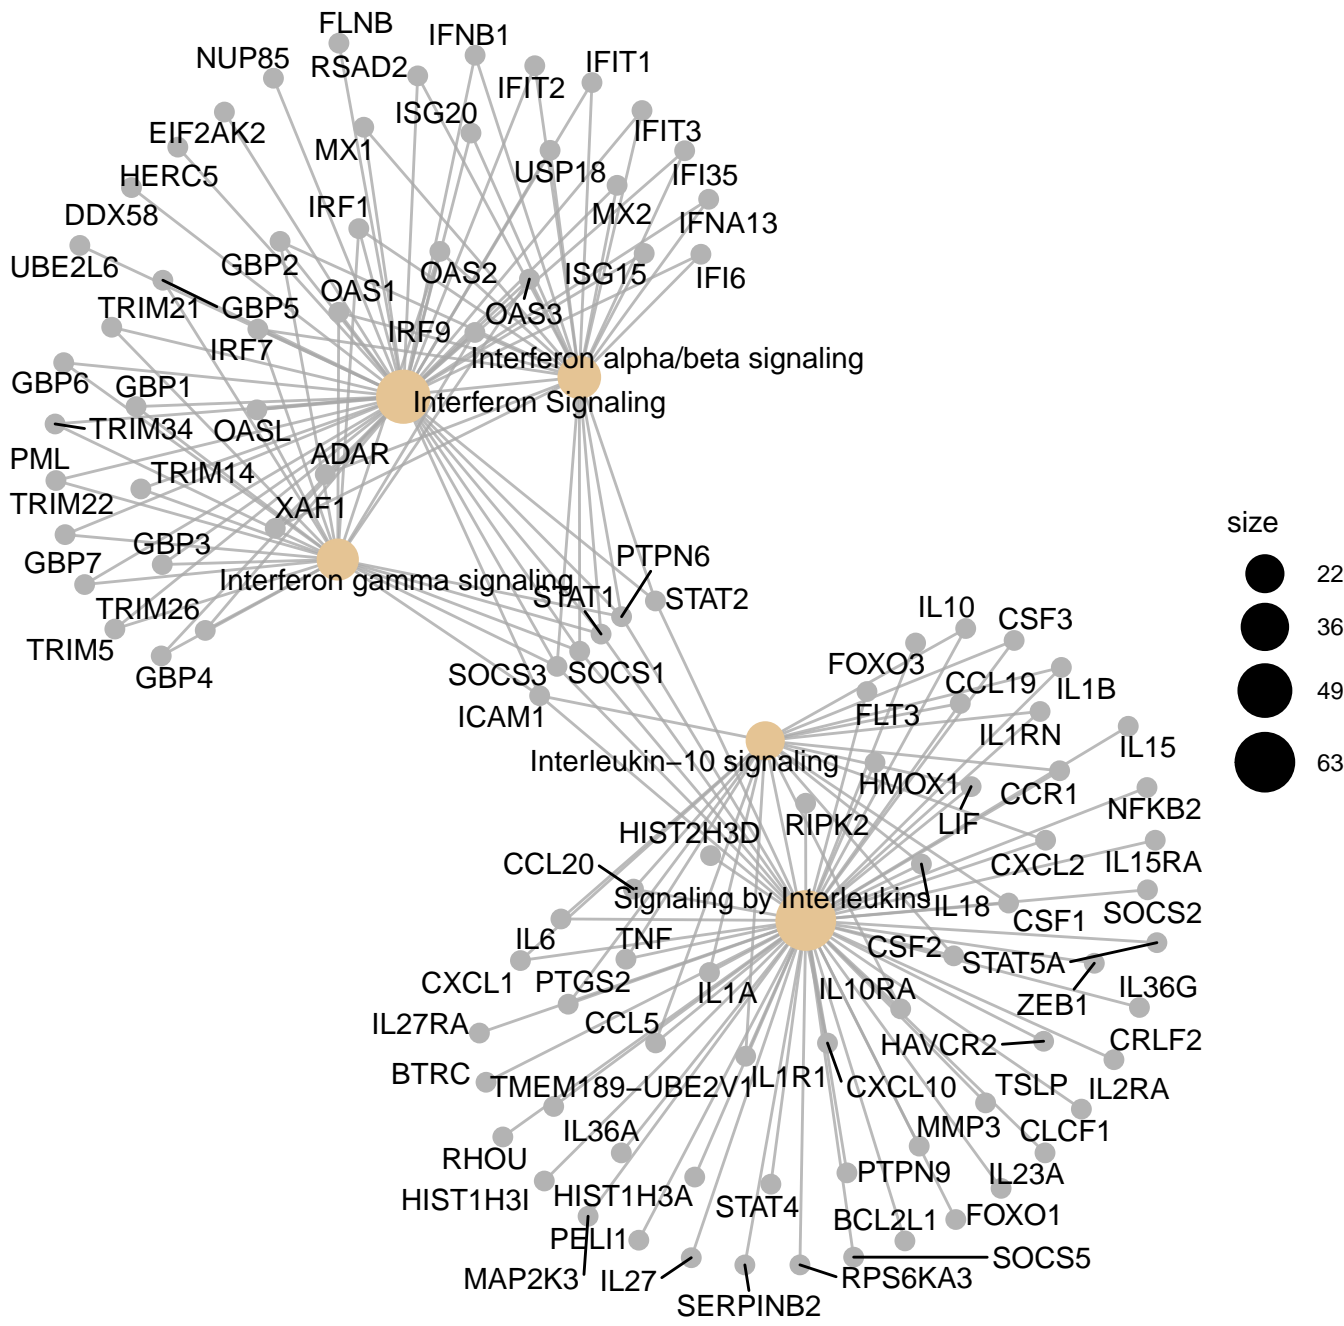 FLNB
IFNB1
NUP85
RSAD2
IFIT1
IFIT2
ISG20
EIF2AK2
IFIT3
MX1
HERC5
USP18
IFI35
DDX58
IRF1
MX2
IFNA13
UBE2L6
GBP2
OAS2
ISG15
IFI6
TRIM21
GBP5
OAS1
OAS3
IRF7
IRF9
Interferon alpha/beta signaling
GBP6
GBP1
Interferon Signaling
TRIM34
OASL
PML
TRIM14
ADAR
TRIM22
XAF1
GBP3
GBP7
Interferon gamma signaling
PTPN6
STAT1
STAT2
TRIM26
TRIM5
GBP4
SOCS3
SOCS1
ICAM1
size
22
36
49
63
IL10
CSF3
FOXO3
CCL19
IL1B
FLT3
IL1RN
IL15
Interleukin−10 signaling
HMOX1
CCR1
NFKB2
HIST2H3D
RIPK2
LIF
CCL20
CXCL2
IL15RA
Signaling by Interleukins
IL18
CSF1
SOCS2
IL6
TNF
CSF2
STAT5A
CXCL1
PTGS2
IL1A
IL10RA
ZEB1
IL36G
IL27RA
CCL5
HAVCR2
CRLF2
BTRC
TMEM189−UBE2V1
IL1R1
CXCL10
TSLP
IL2RA
IL36A
MMP3
CLCF1
RHOU
PTPN9
IL23A
HIST1H3I
HIST1H3A
STAT4
BCL2L1
FOXO1
PELI1
SOCS5
MAP2K3
IL27
RPS6KA3
SERPINB2